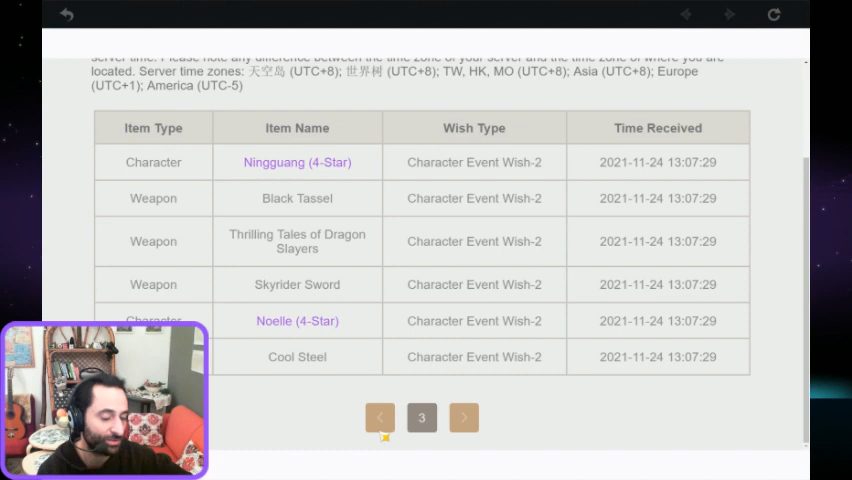 server time. Please note any difference between the time zone of your server and the time zone of where you are
located. Server time zones: 天空岛 (UTC+8); 世界树 (UTC+8); TW, HK, MO (UTC+8); Asia (UTC+8); Europe
(UTC+1); America (UTC-5)
Item Type Item Name Wish Type Time Received
Character Ningguang (4-Star) Character Event Wish-2 2021-11-24 13:07:29
Weapon Black Tassel Character Event Wish-2 2021-11-24 13:07:29
Weapon Thrilling Tales of Dragon Slayers Character Event Wish-2 2021-11-24 13:07:29
Weapon Skyrider Sword Character Event Wish-2 2021-11-24 13:07:29
Character Noelle (4-Star) Character Event Wish-2 2021-11-24 13:07:29
Cool Steel Character Event Wish-2 2021-11-24 13:07:29
< 3 >